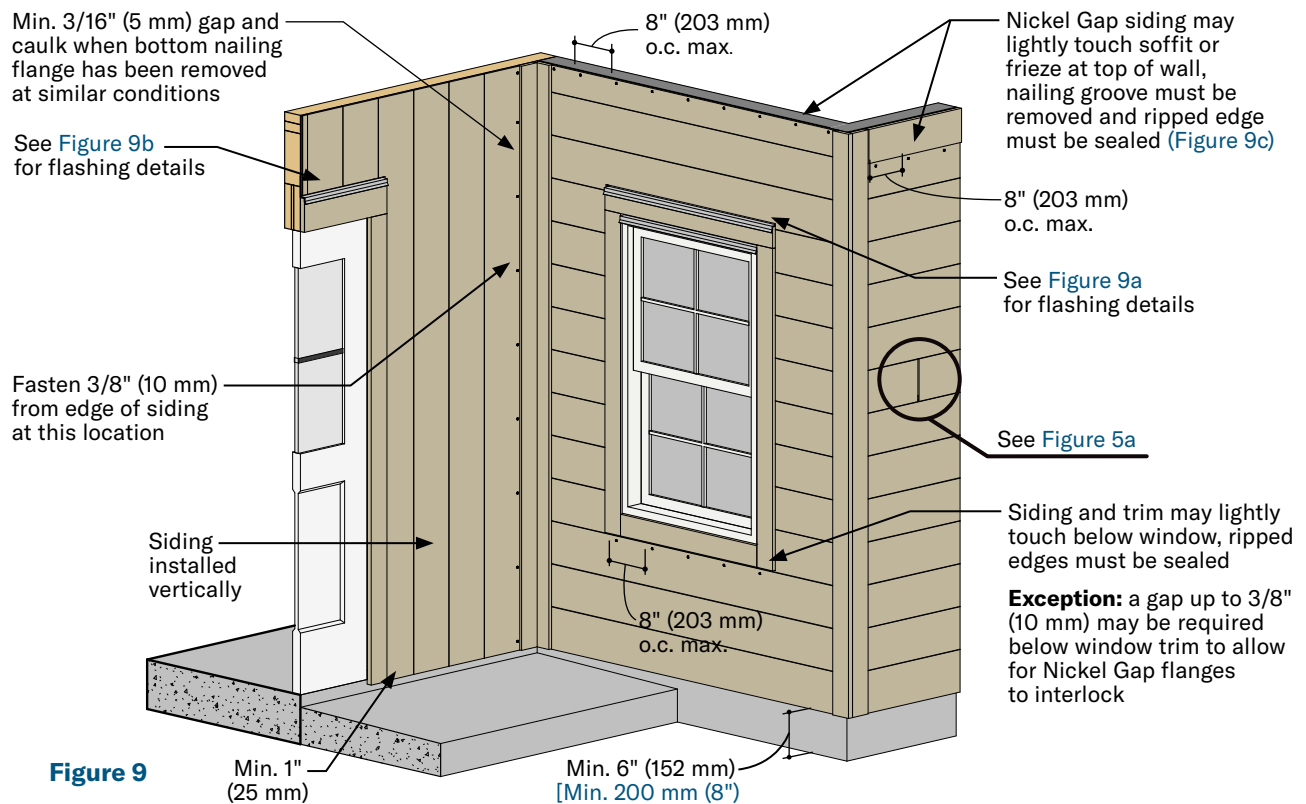 Min. 3/16" (5 mm) gap and
caulk when bottom nailing
flange has been removed
at similar conditions
8" (203 mm)
o.c. max.
Nickel Gap siding may
lightly touch soffit or
frieze at top of wall,
nailing groove must be
removed and ripped edge
must be sealed (Figure 9c)
See Figure 9b
for flashing details
8" (203 mm)
o.c. max.
See Figure 9a
for flashing details
Fasten 3/8" (10 mm)
from edge of siding
at this location
See Figure 5a
Siding
installed
vertically
Siding and trim may lightly
touch below window, ripped
edges must be sealed
Exception: a gap up to 3/8"
(10 mm) may be required
below window trim to allow
for Nickel Gap flanges
to interlock
8" (203 mm)
o.c. max.
Figure 9
Min. 1"
(25 mm)
Min. 6" (152 mm)
[Min. 200 mm (8")